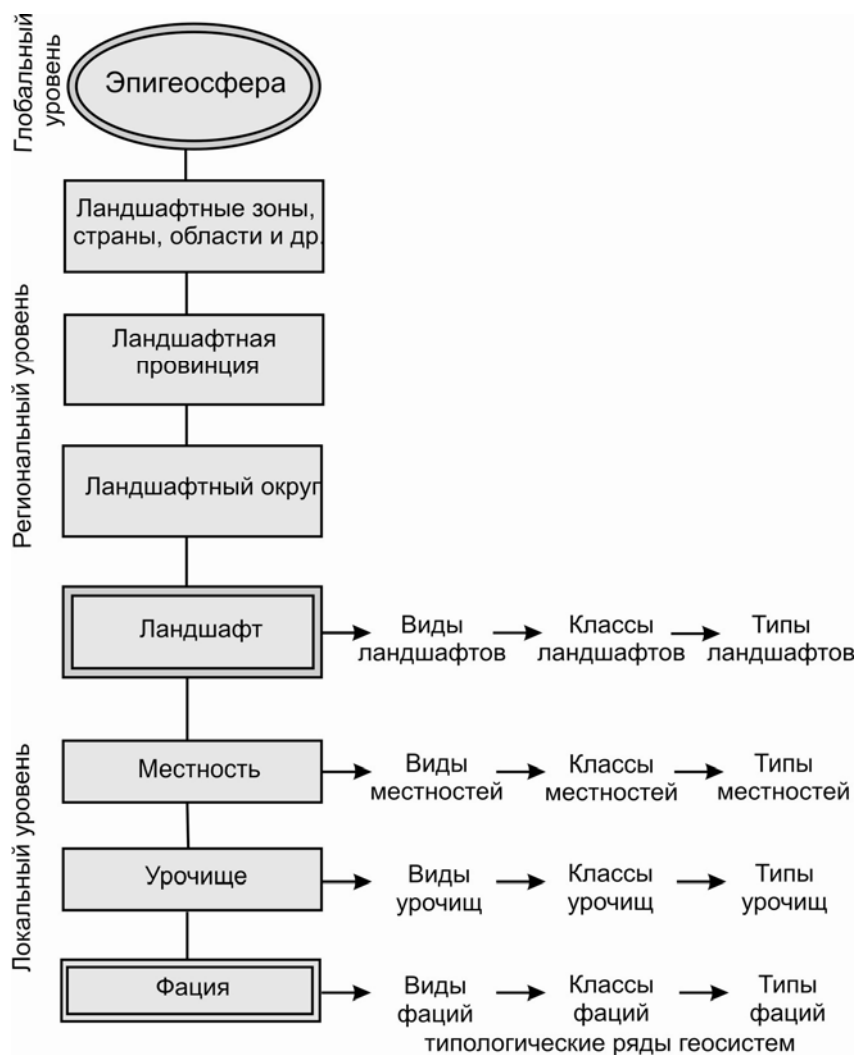 Глобальный
уровень
Эпигеосфера
Ландшафтные зоны,
страны, области и др.
Региональный уровень
Ландшафтная
провинция
Ландшафтный округ
Ландшафт
Виды
ландшафтов
Классы
ландшафтов
Типы
ландшафтов
Локальный уровень
Местность
Виды
местностей
Классы
местностей
Типы
местностей
Урочище
Виды
урочищ
Классы
урочищ
Типы
урочищ
Фация
Виды
фаций
Классы
фаций
Типы
фаций
типологические ряды геосистем